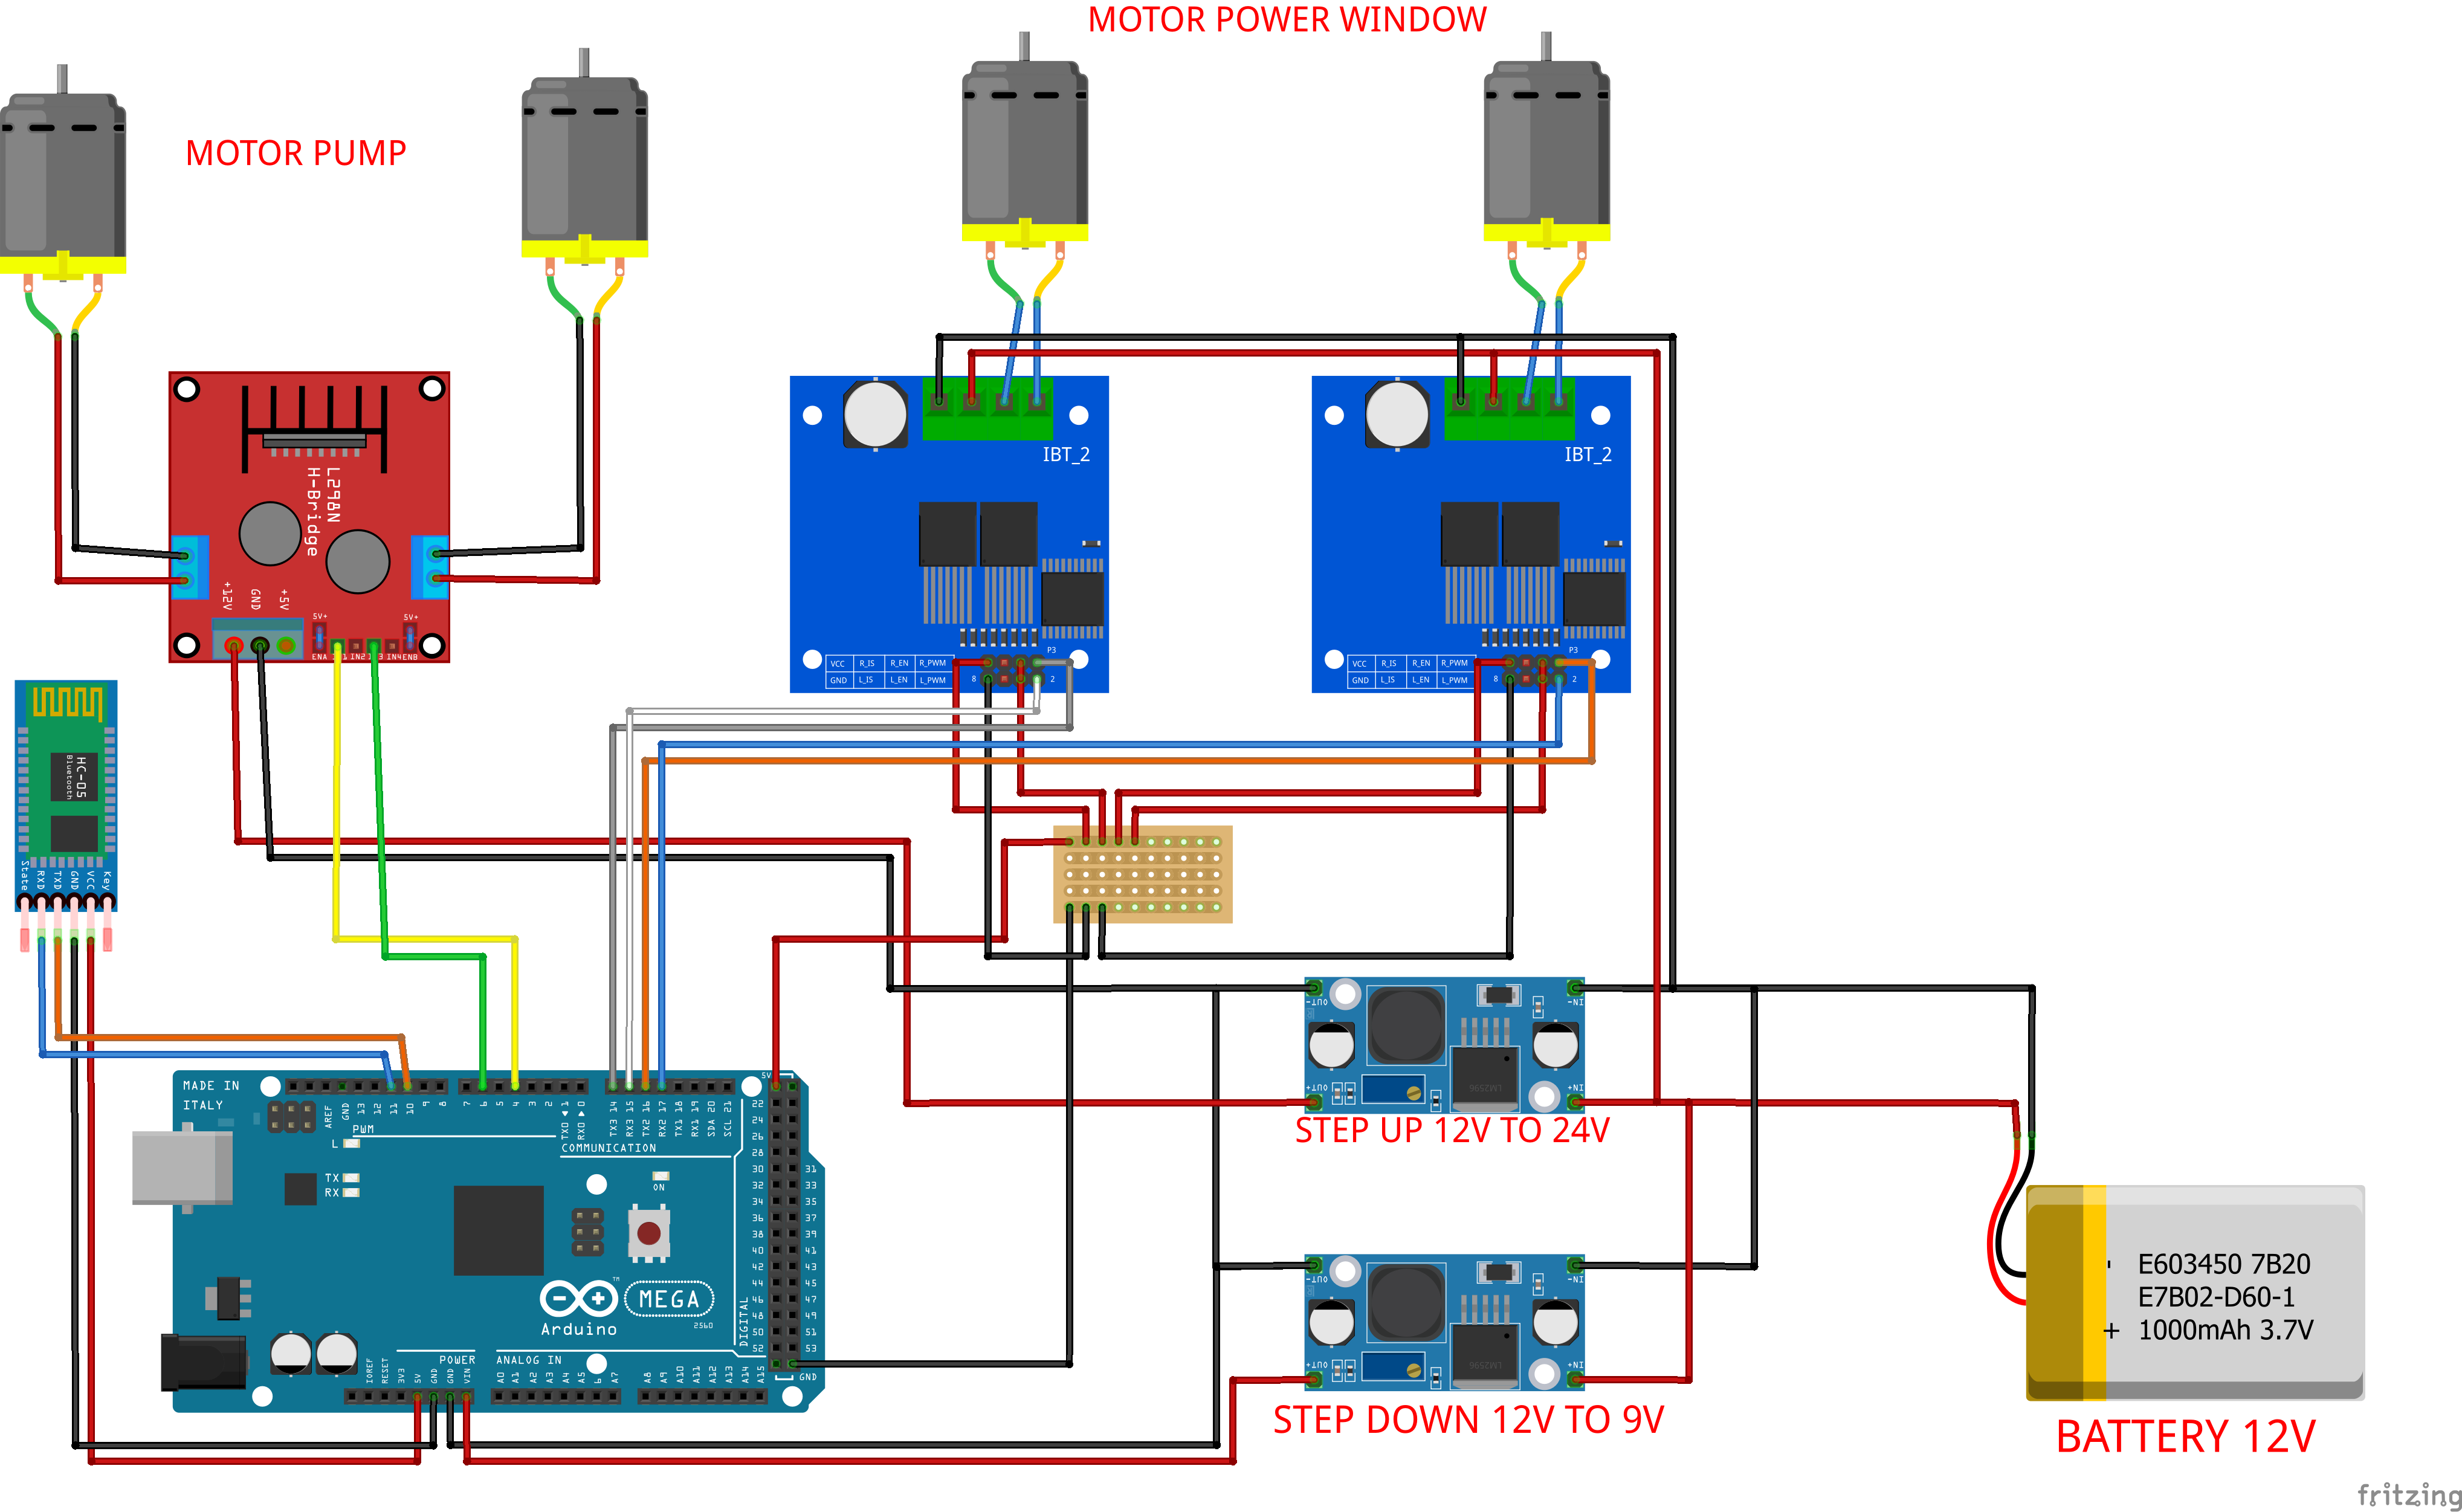 MOTOR POWER WINDOW
MOTOR PUMP
L298N
H-Bridge
+12V
GND
+5V
5V+
5V+
ENA
IN2
IN4
ENB
IBT_2
P3
VCC R_IS R_EN R_PWM
GND L_IS L_EN L_PWM
8
2
IBT_2
P3
VCC R_IS R_EN R_PWM
GND L_IS L_EN L_PWM
8
2
HC-05
Bluetooth
State
RXD
TXD
GND
VCC
Key
OUT-
IN-
LM2596
OUT+
IN+
STEP UP 12V TO 24V
OUT-
IN-
LM2596
OUT+
IN+
STEP DOWN 12V TO 9V
MADE IN
ITALY
AREF
GND
13
12
11
10
9
8
7
6
5
4
3
2
TX0 ▶ 1
RX0 ◀ 0
TX3 14
RX3 15
TX2 16
RX2 17
TX1 18
RX1 19
SDA 20
SCL 21
PWM
COMMUNICATION
L
TX
RX
ON
5V
22
24
26
28
30 31
32 33
34 35
36 37
38 39
40 41
42 43
44 45
46 47
48 49
50 51
52 53
GND
DIGITAL
Arduino
TM
MEGA
2560
POWER
ANALOG IN
IOREF
RESET
3V3
5V
GND
GND
VIN
A0
A1
A2
A3
A4
A5
6
A7
A8
A9
A10
A11
A12
A13
A14
A15
- E603450 7B20
E7B02-D60-1
+ 1000mAh 3.7V
BATTERY 12V
fritzing